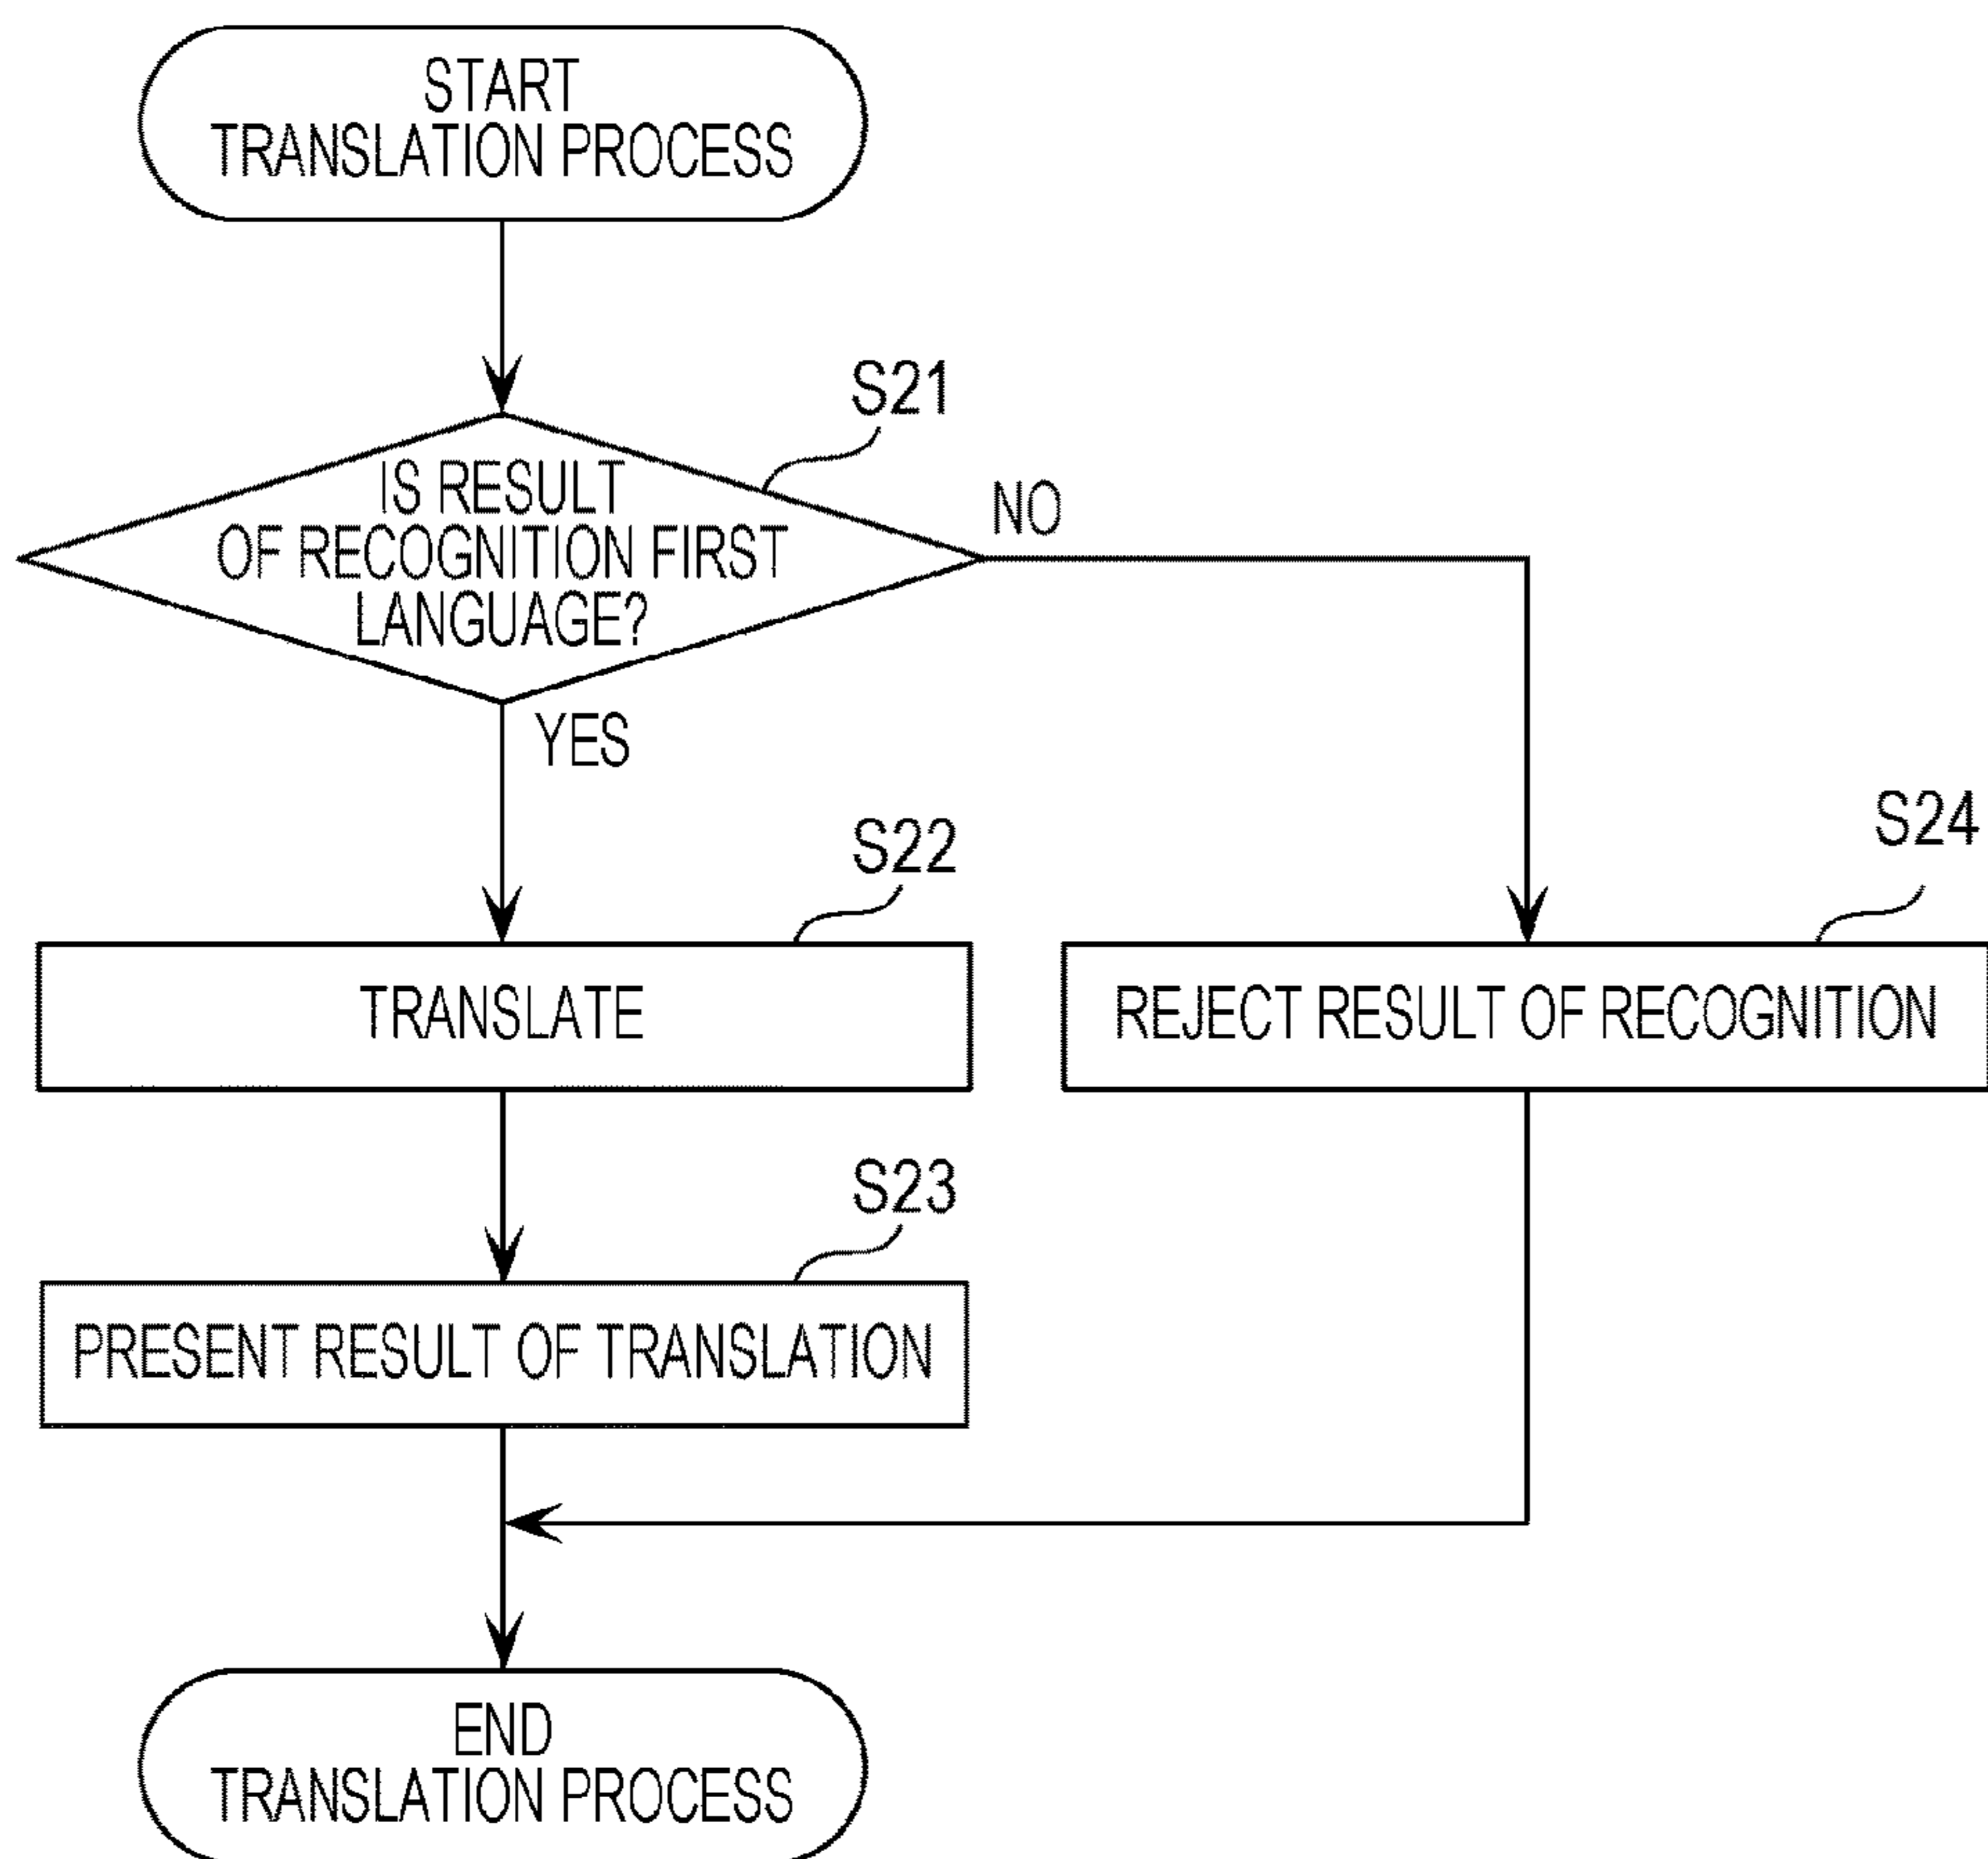 START
TRANSLATION PROCESS
S21
IS RESULT
OF RECOGNITION FIRST
LANGUAGE?
NO
YES
S22
S24
TRANSLATE
REJECT RESULT OF RECOGNITION
S23
PRESENT RESULT OF TRANSLATION
END
TRANSLATION PROCESS